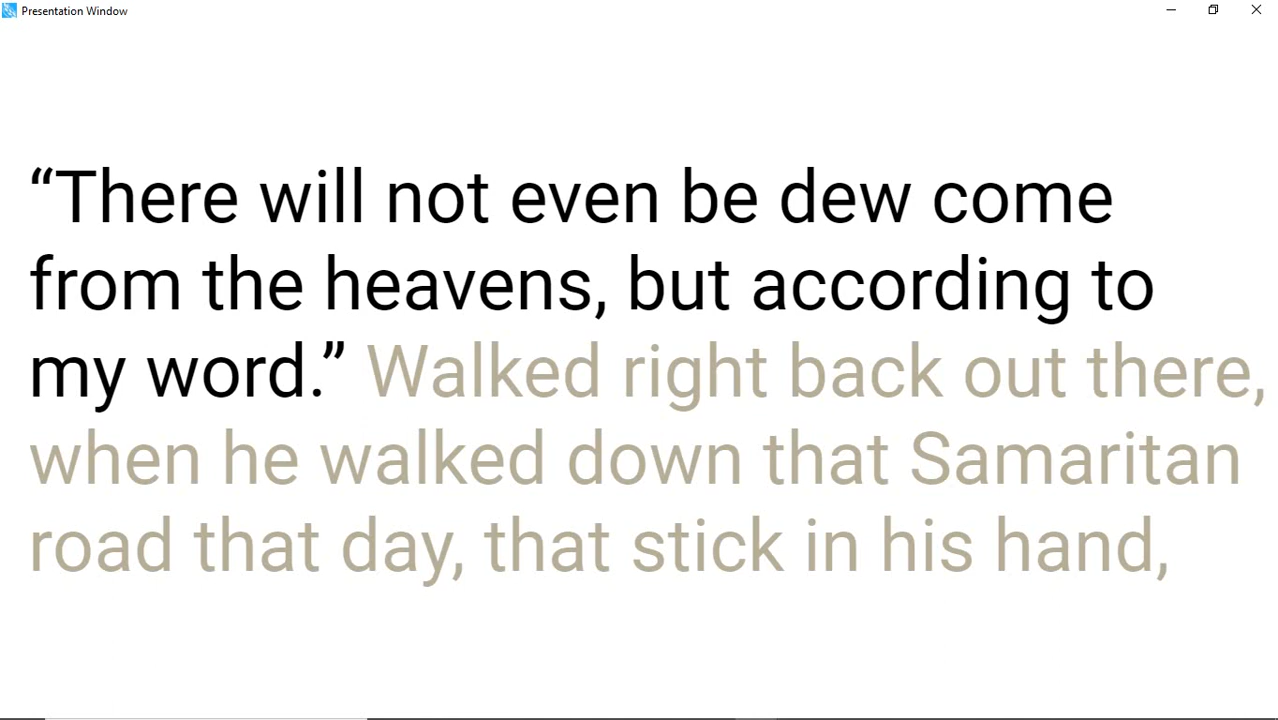 Presentation Window
“There will not even be dew come
from the heavens, but according to
my word.” Walked right back out there,
when he walked down that Samaritan
road that day, that stick in his hand,